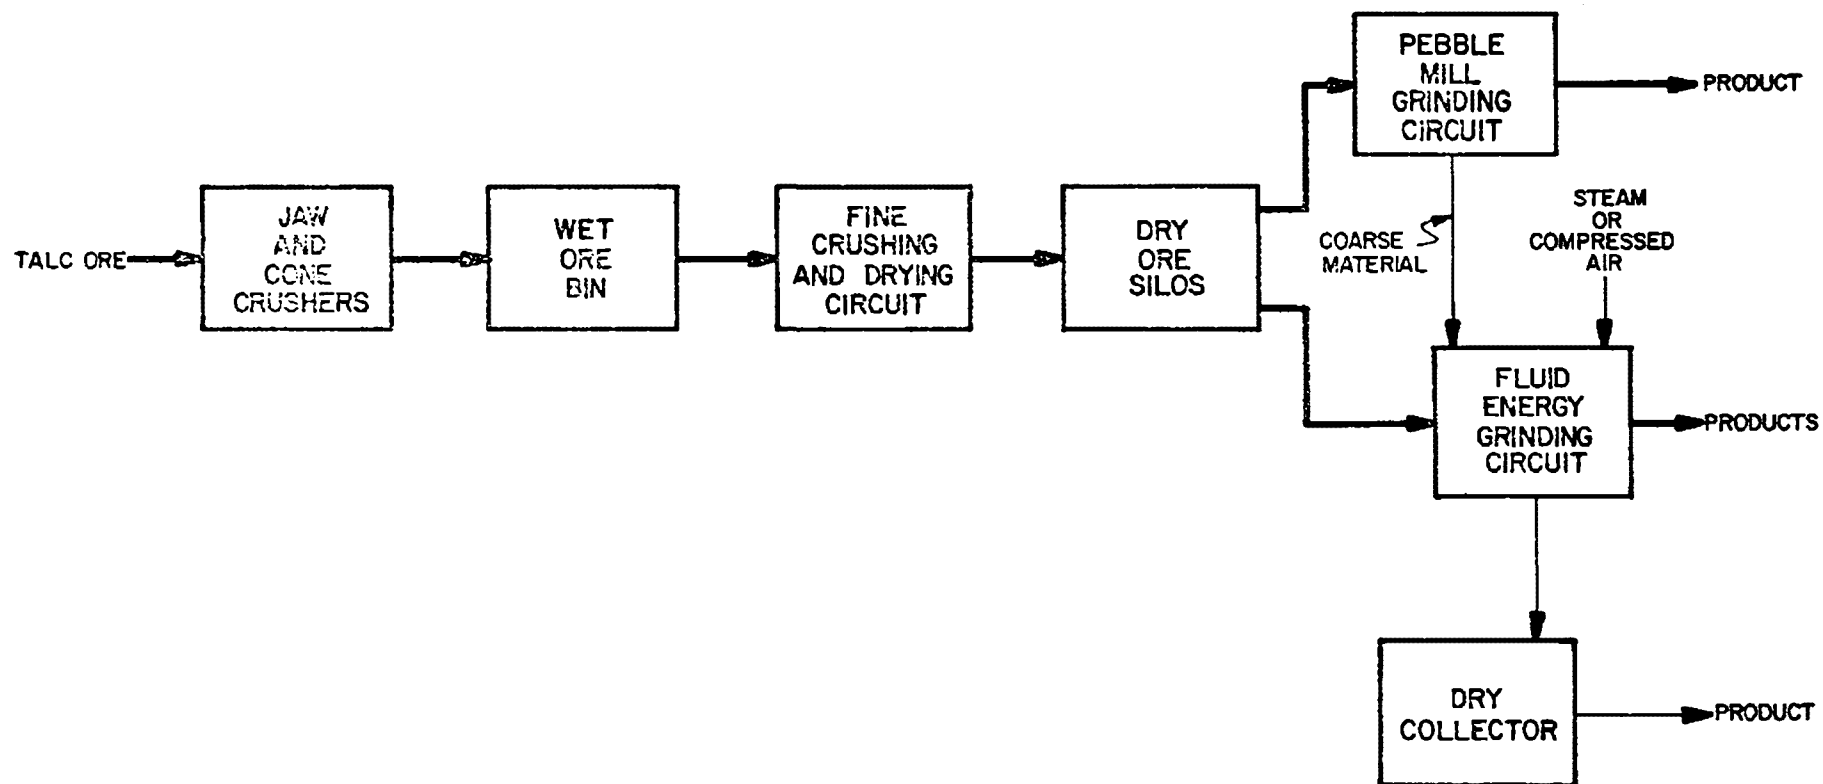 TALC ORE
JAW
AND
CONE
CRUSHERS
WET
ORE
BIN
FINE
CRUSHING
AND DRYING
CIRCUIT
DRY
ORE
SILOS
PEBBLE
MILL
GRINDING
CIRCUIT
PRODUCT
COARSE
MATERIAL
STEAM
OR
COMPRESSED
AIR
FLUID
ENERGY
GRINDING
CIRCUIT
PRODUCTS
DRY
COLLECTOR
PRODUCT